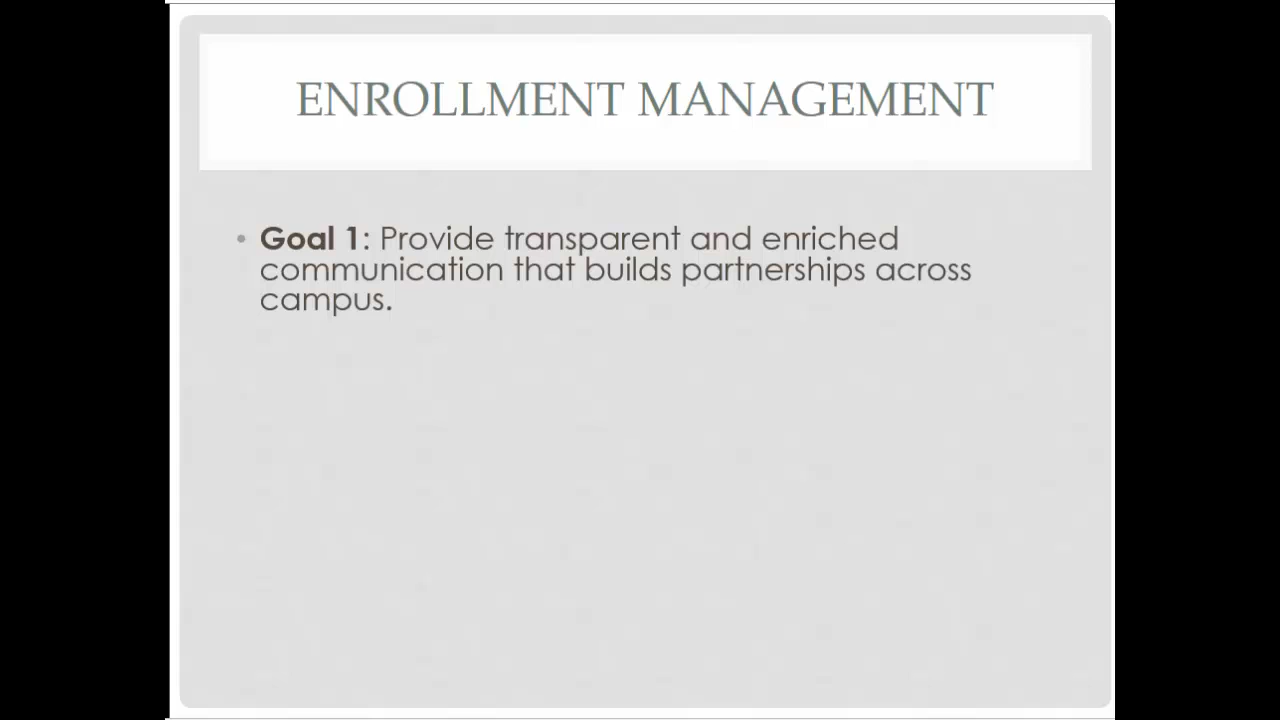 ENROLLMENT MANAGEMENT
• Goal 1: Provide transparent and enriched
communication that builds partnerships across
campus.